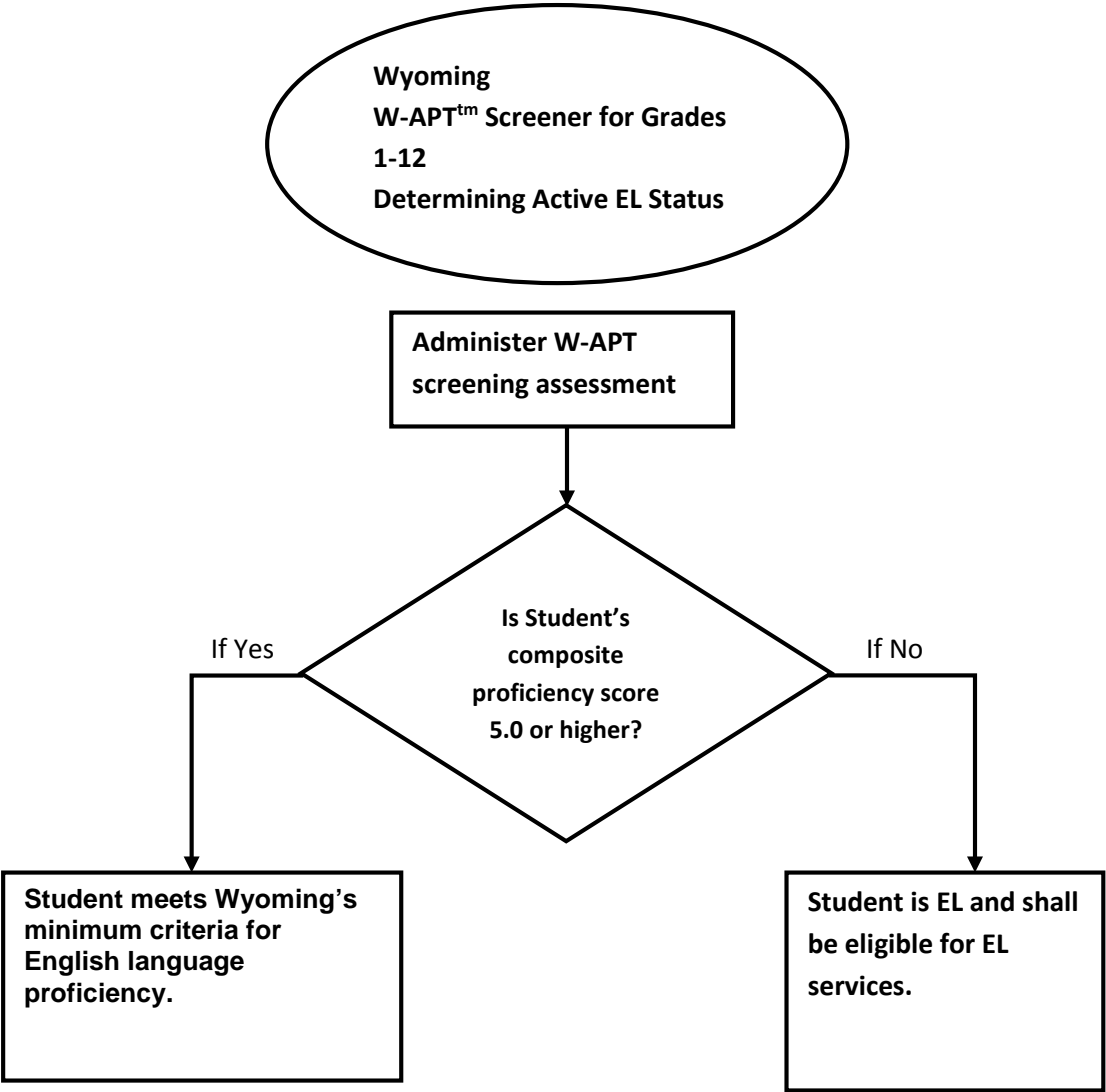 Wyoming
W-APTtm Screener for Grades
1-12
Determining Active EL Status
Administer W-APT
screening assessment
Is Student’s
composite
proficiency score
5.0 or higher?
If Yes
If No
Student meets Wyoming’s
minimum criteria for
English language
proficiency.
Student is EL and shall
be eligible for EL
services.